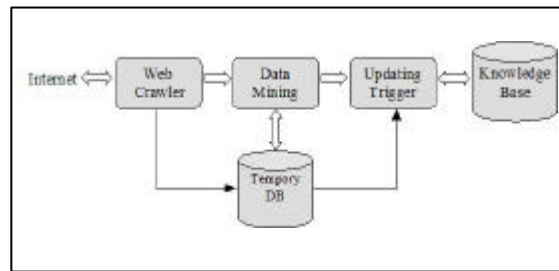 Internet
Web
Crawler
Data
Mining
Updating
Trigger
Knowledge
Base
Tempory
DB